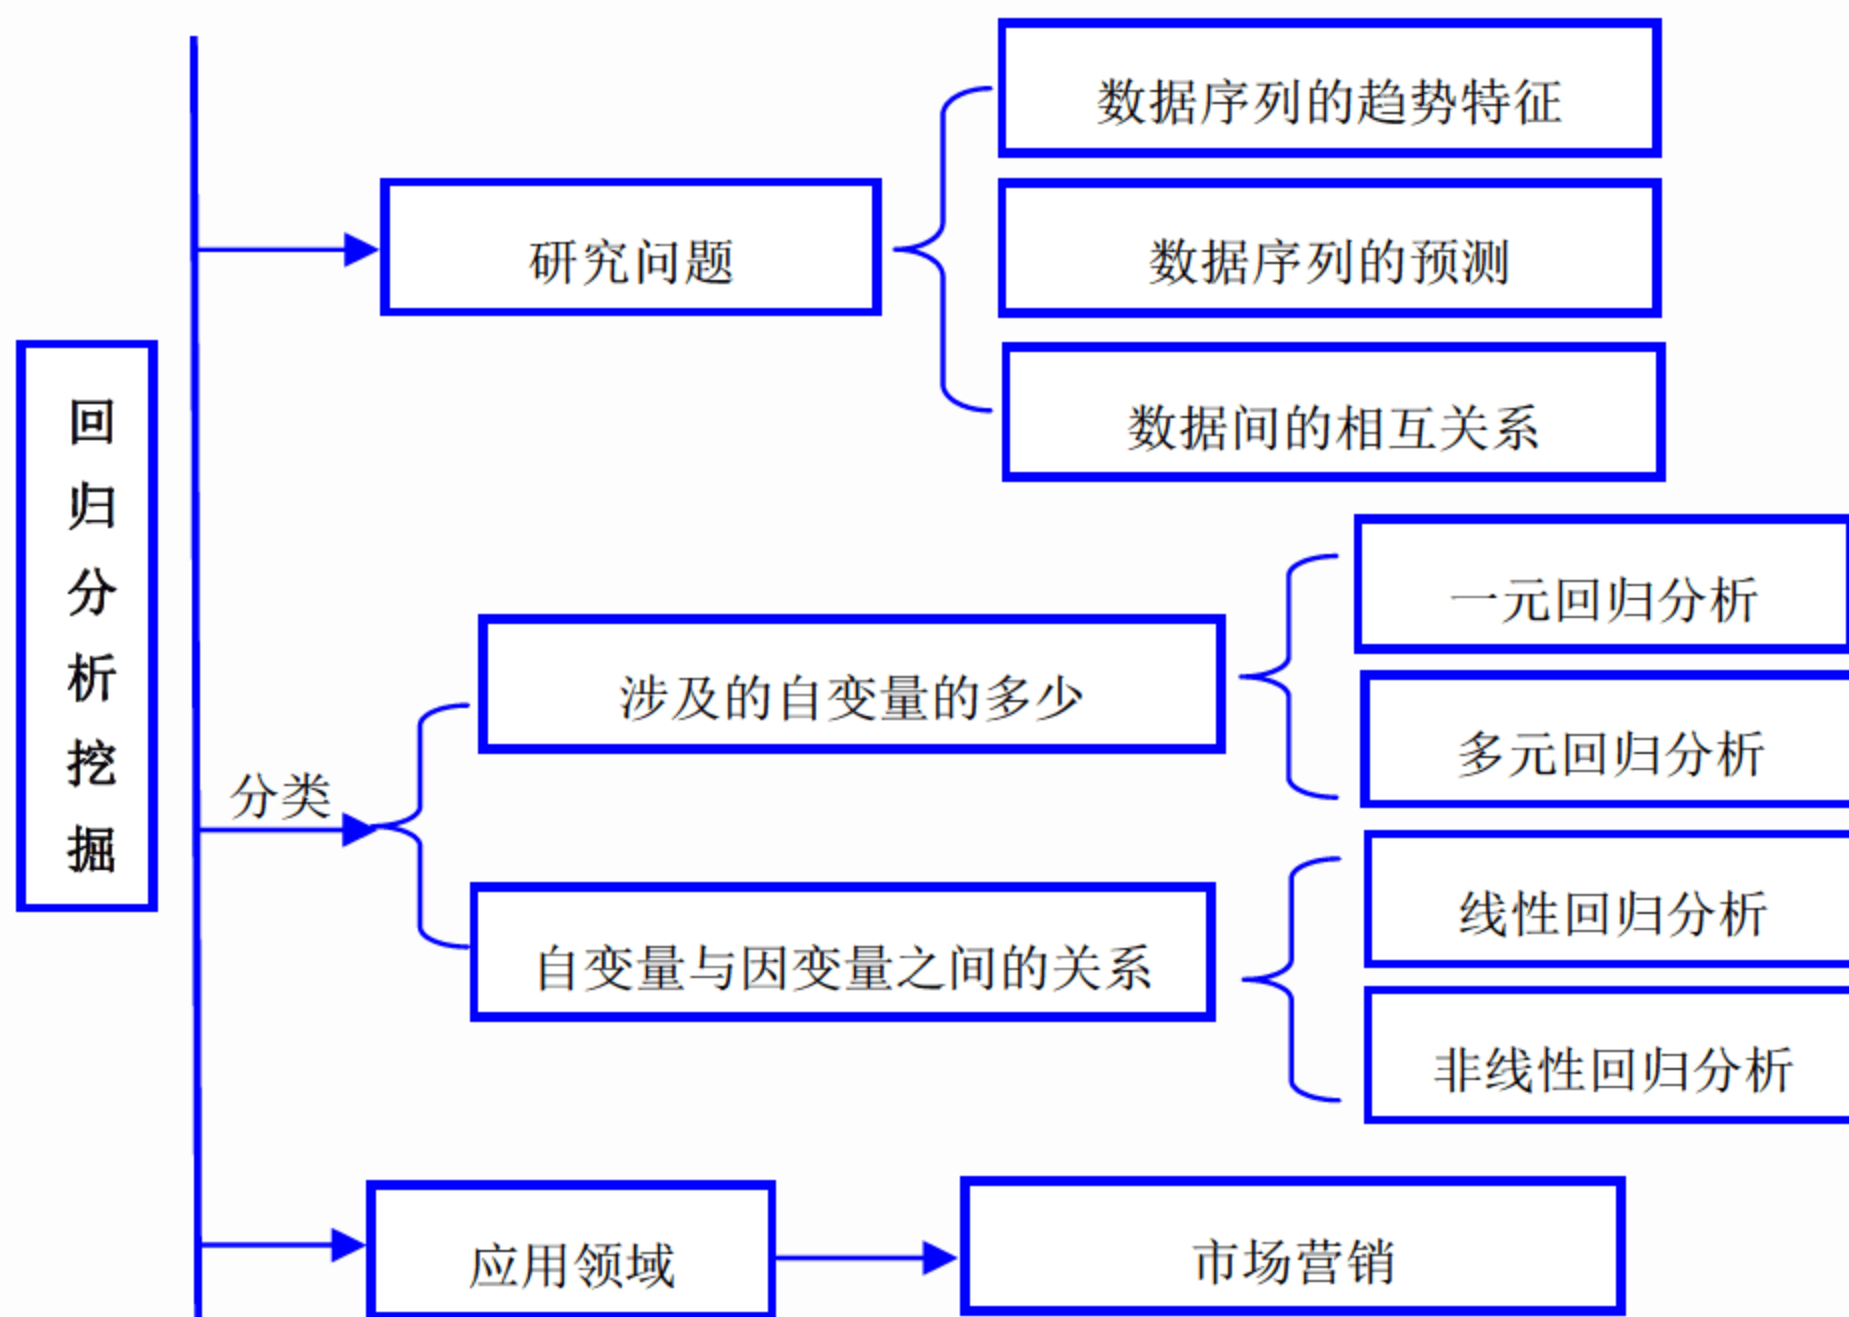 回归分析挖掘
研究问题
数据序列的趋势特征
数据序列的预测
数据间的相互关系
分类
涉及的自变量的多少
一元回归分析
多元回归分析
自变量与因变量之间的关系
线性回归分析
非线性回归分析
应用领域
市场营销